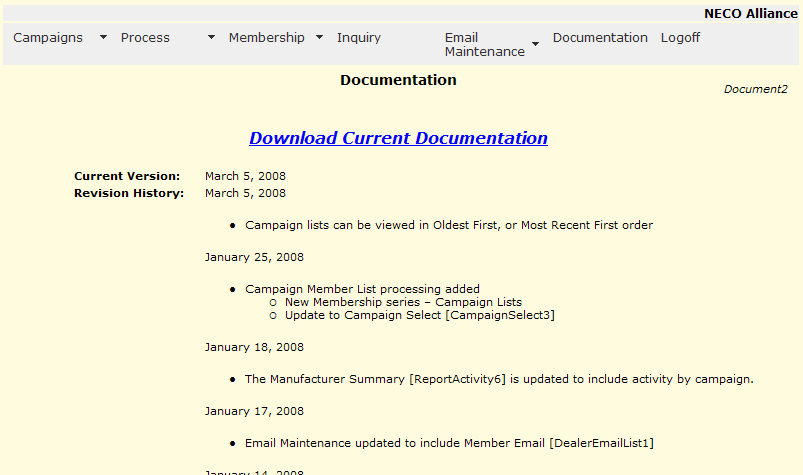 NECO Alliance
Campaigns Process Membership Inquiry Email Maintenance Documentation Logoff
Documentation
Document2
Download Current Documentation
Current Version: March 5, 2008
Revision History: March 5, 2008
• Campaign lists can be viewed in Oldest First, or Most Recent First order
January 25, 2008
• Campaign Member List processing added
○ New Membership series – Campaign Lists
○ Update to Campaign Select [CampaignSelect3]
January 18, 2008
• The Manufacturer Summary [ReportActivity6] is updated to include activity by campaign.
January 17, 2008
• Email Maintenance updated to include Member Email [DealerEmailList1]
January 14, 2008